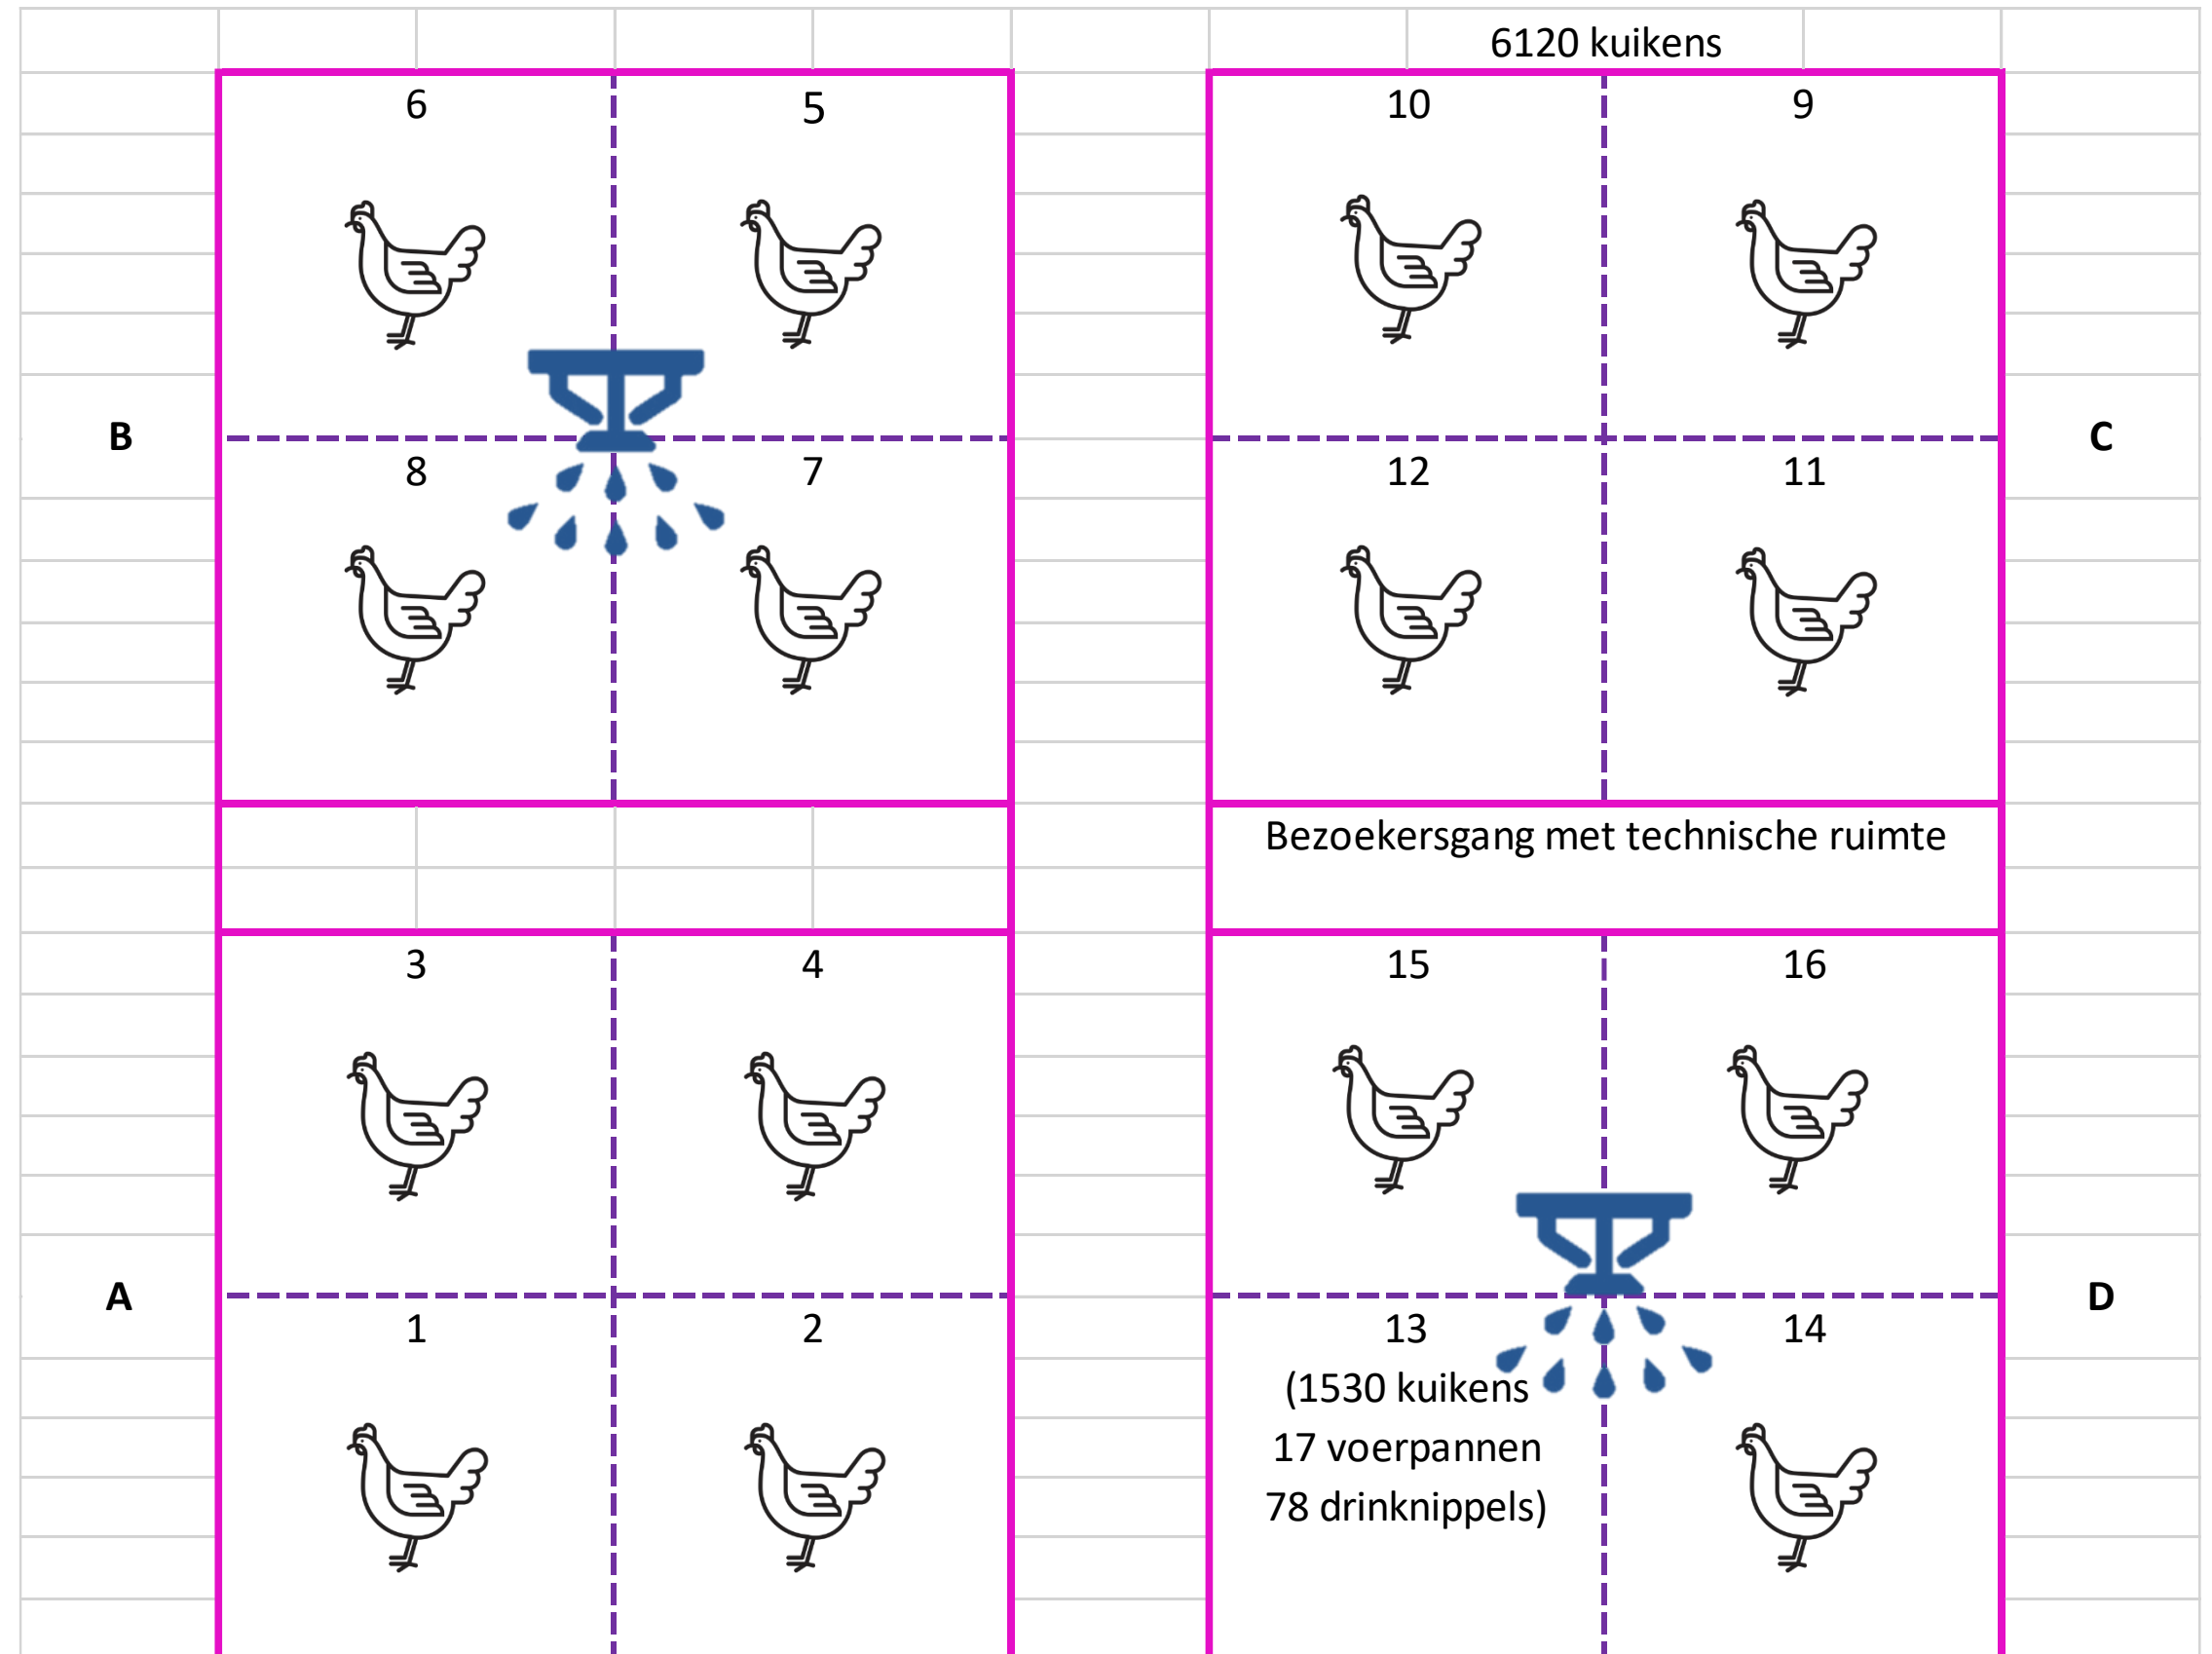 6120 kuikens
6 5 10 9
B C
8 7 12 11
Bezoekersgang met technische ruimte
3 4 15 16
A D
1 2 13 14
(1530 kuikens
17 voerpannen
78 drinknippels)